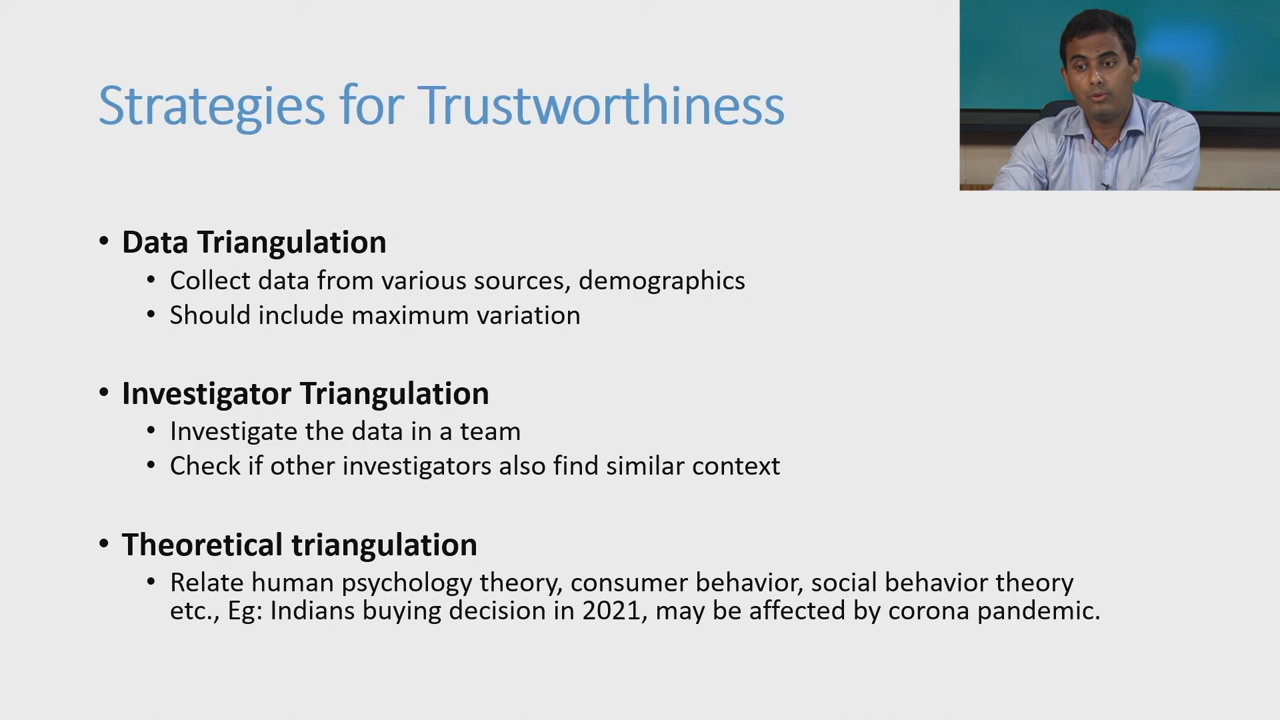 Strategies for Trustworthiness
• Data Triangulation
• Collect data from various sources, demographics
• Should include maximum variation
• Investigator Triangulation
• Investigate the data in a team
• Check if other investigators also find similar context
• Theoretical triangulation
• Relate human psychology theory, consumer behavior, social behavior theory
etc., Eg: Indians buying decision in 2021, may be affected by corona pandemic.